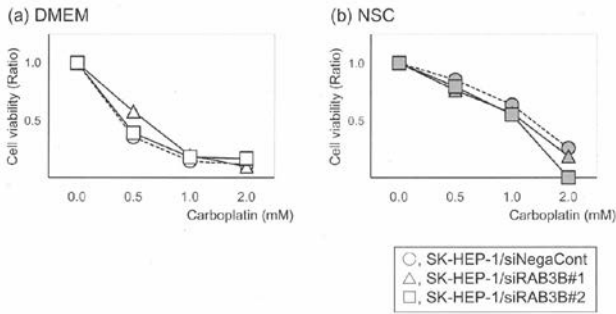 (a) DMEM
Cell viability (Ratio)
1.0
0.5
0.0
0.5
1.0
2.0
Carboplatin (mM)
(b) NSC
Cell viability (Ratio)
1.0
0.5
0.0
0.5
1.0
2.0
Carboplatin (mM)
, SK-HEP-1/siNegaCont
, SK-HEP-1/siRAB3B#1
, SK-HEP-1/siRAB3B#2